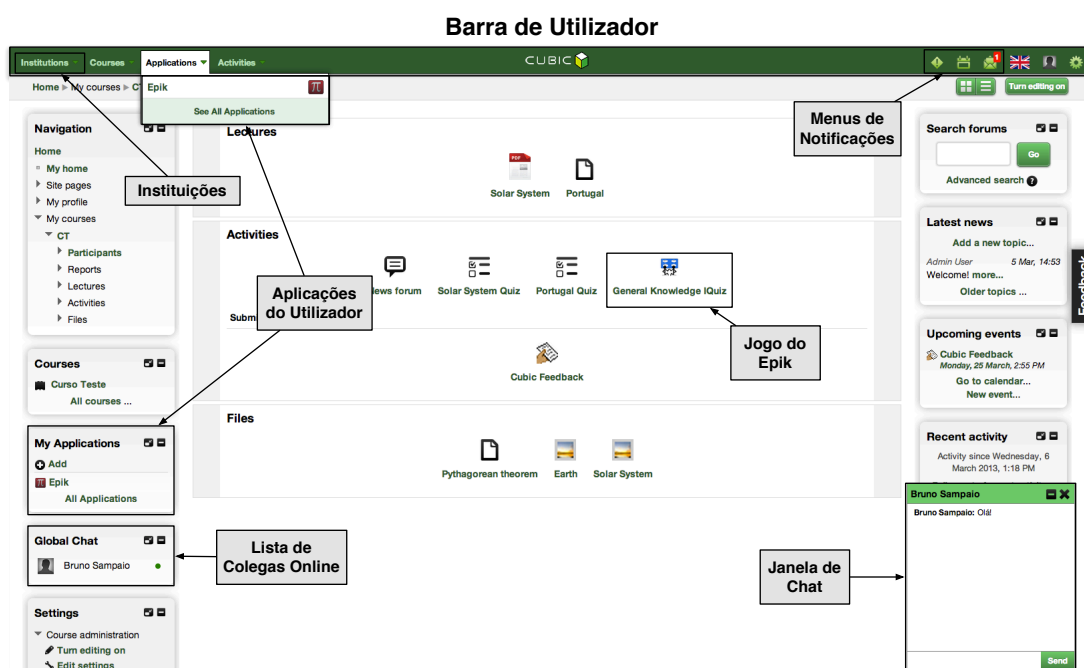 Barra de Utilizador
Institutions
Courses
Applications
Activities
CUBIC
1
Home
My courses
Epik
See All Applications
Turn editing on
Menus de
Notificações
Instituições
Navigation
Home
My home
Site pages
My profile
My courses
CT
Participants
Reports
Lectures
Activities
Files
Courses
Curso Teste
All courses ...
My Applications
Add
Epik
All Applications
Global Chat
Bruno Sampaio
Settings
Course administration
Turn editing on
Edit settings
Lectures
PDF
Solar System
Portugal
Activities
Aplicações
do Utilizador
Solar System Quiz
Portugal Quiz
General Knowledge IQuiz
Jogo do
Epik
Cubic Feedback
Files
Pythagorean theorem
Earth
Solar System
Lista de
Colegas Online
Janela de
Chat
Search forums
Go
Advanced search
Latest news
Add a new topic...
Admin User
5 Mar, 14:53
Welcome! more...
Older topics ...
Feedback
Upcoming events
Cubic Feedback
Monday, 25 March, 2:55 PM
Go to calendar...
New event...
Recent activity
Activity since Wednesday, 6
March 2013, 1:18 PM
Bruno Sampaio
Bruno Sampaio: Olá!
Send